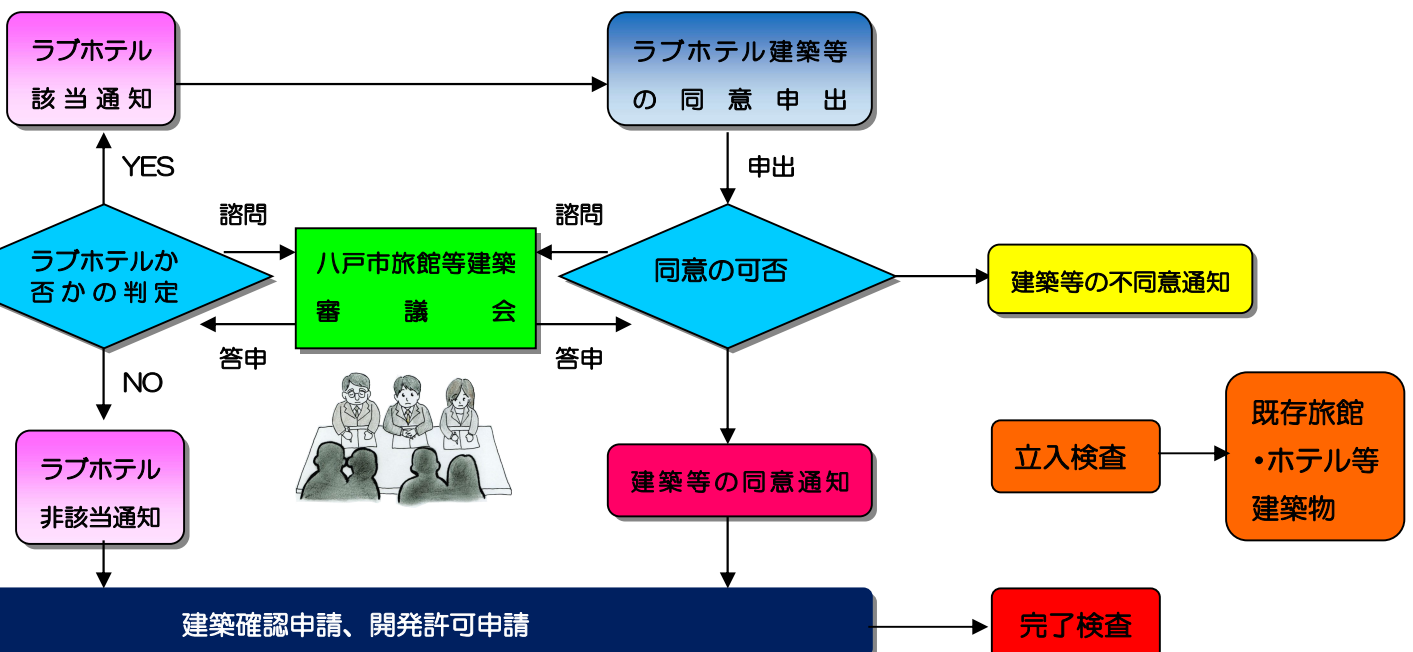 ラブホテル
該当通知
ラブホテル建築等
の同意申出
YES
申出
諮問
諮問
ラブホテルか
否かの判定
八戸市旅館等建築
審議会
同意の可否
建築等の不同意通知
答申
答申
NO
既存旅館
・ホテル等
建築物
立入検査
ラブホテル
非該当通知
建築等の同意通知
建築確認申請、開発許可申請
完了検査